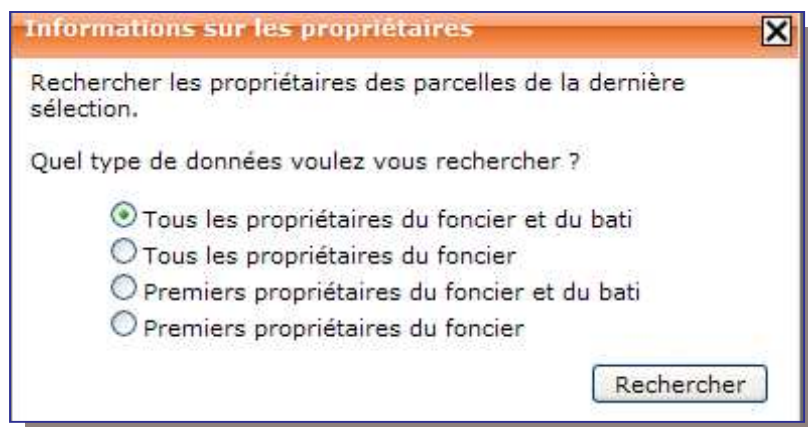 Informations sur les propriétaires
Rechercher les propriétaires des parcelles de la dernière
sélection.
Quel type de données voulez vous rechercher ?
Tous les propriétaires du foncier et du bati
Tous les propriétaires du foncier
Premiers propriétaires du foncier et du bati
Premiers propriétaires du foncier
Rechercher